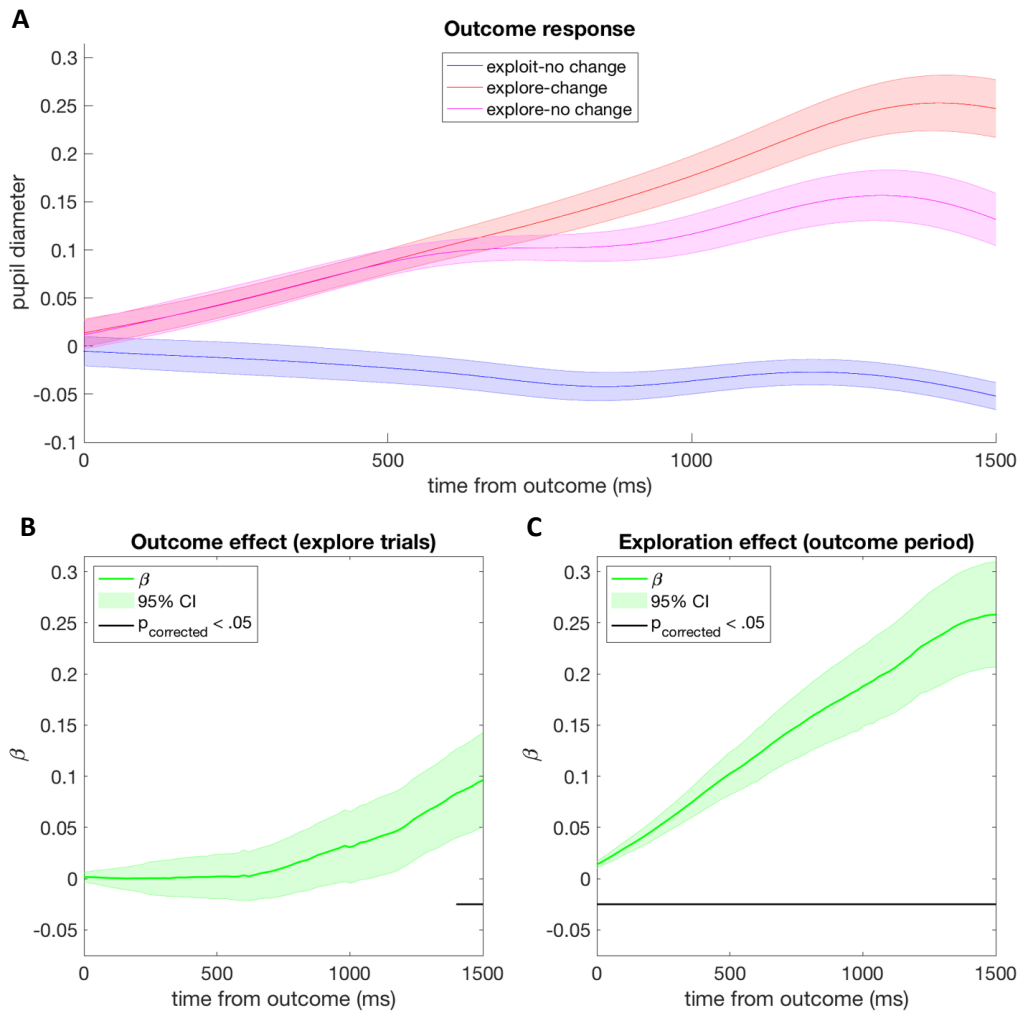 A
Outcome response
exploit-no change
explore-change
explore-no change
0.3
0.25
0.2
0.15
0.1
0.05
0
-0.05
-0.1
pupil diameter
0 500 1000 1500
time from outcome (ms)
B
Outcome effect (explore trials)
β
95% CI
p corrected < .05
0.3
0.25
0.2
0.15
0.1
0.05
0
-0.05
β
0 500 1000 1500
time from outcome (ms)
C
Exploration effect (outcome period)
β
95% CI
p corrected < .05
0.3
0.25
0.2
0.15
0.1
0.05
0
-0.05
β
0 500 1000 1500
time from outcome (ms)